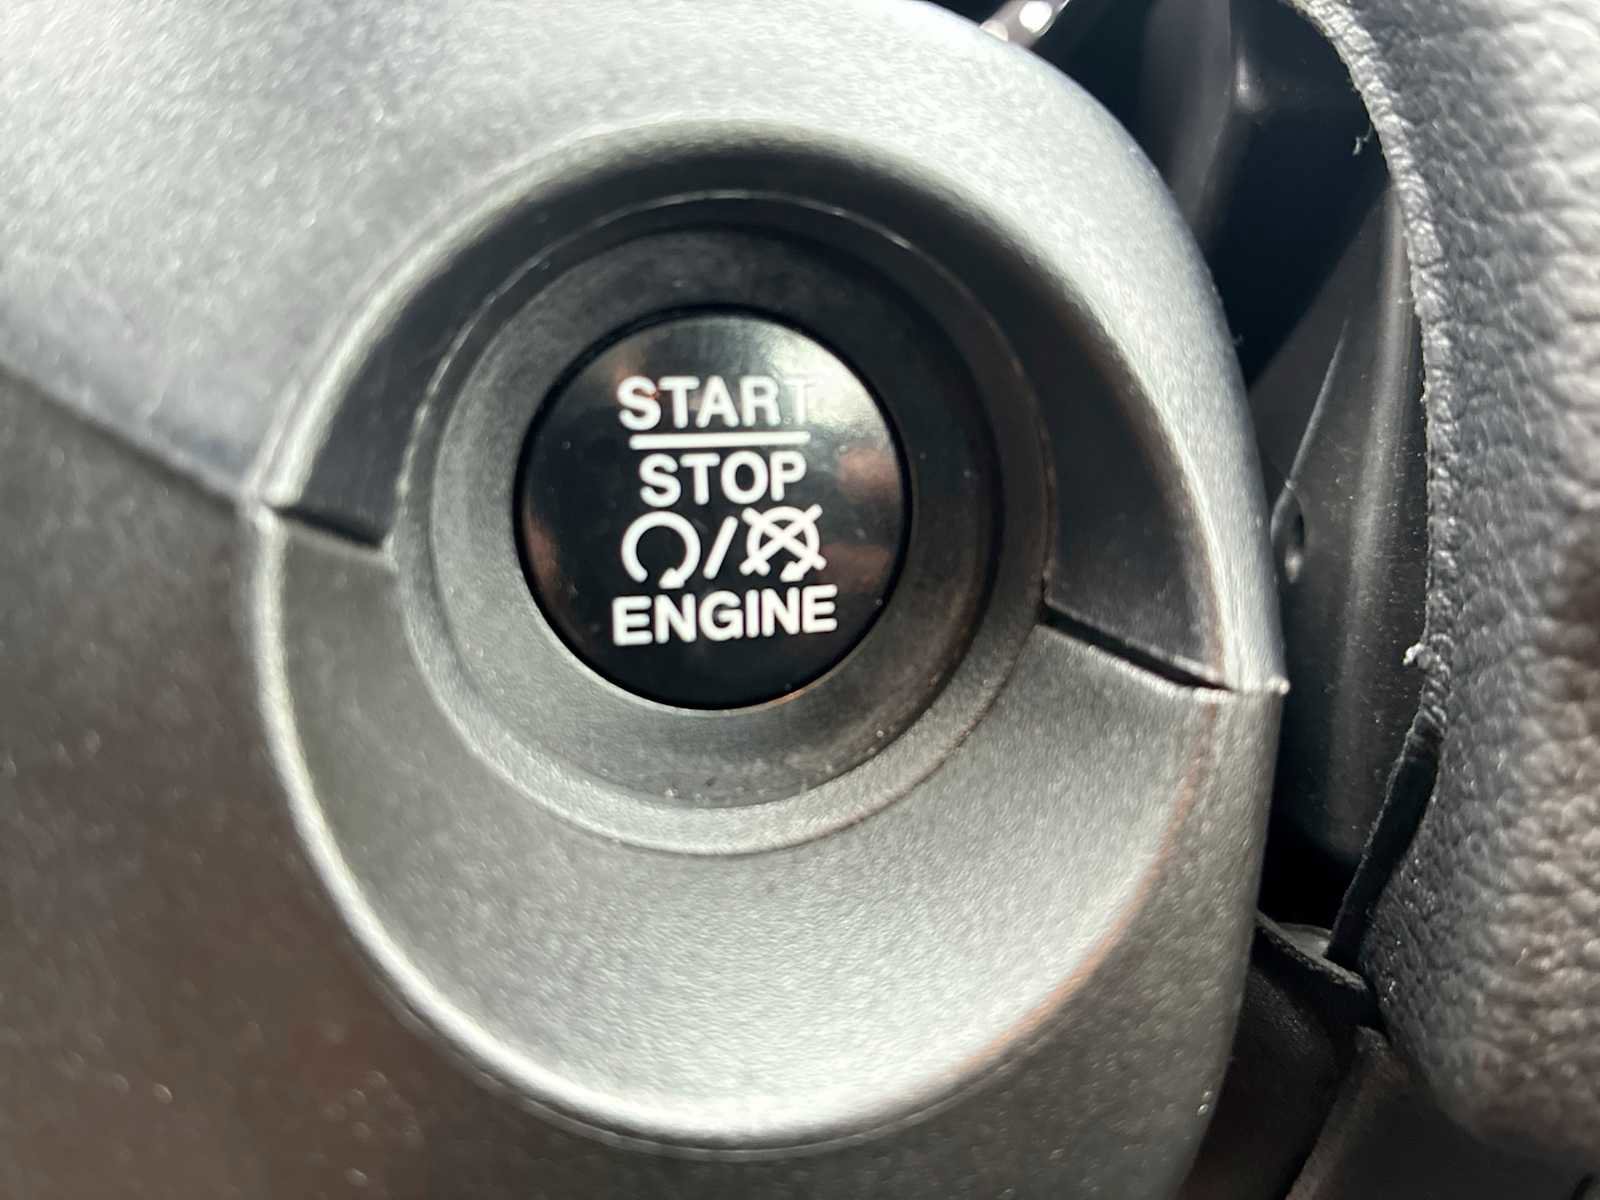 START
STOP
/
ENGINE